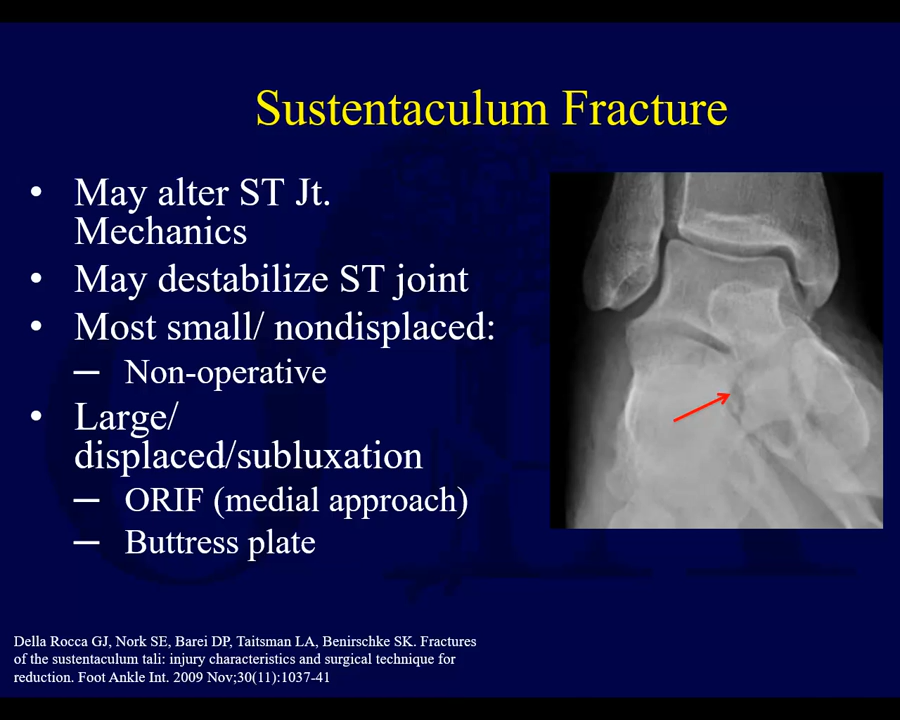 Sustentaculum Fracture
• May alter ST Jt.
Mechanics
• May destabilize ST joint
• Most small/ nondisplaced:
— Non-operative
• Large/
displaced/subluxation
— ORIF (medial approach)
— Buttress plate
Della Rocca GJ, Nork SE, Barei DP, Taitsman LA, Benirschke SK. Fractures
of the sustentaculum tali: injury characteristics and surgical technique for
reduction. Foot Ankle Int. 2009 Nov;30(11):1037-41